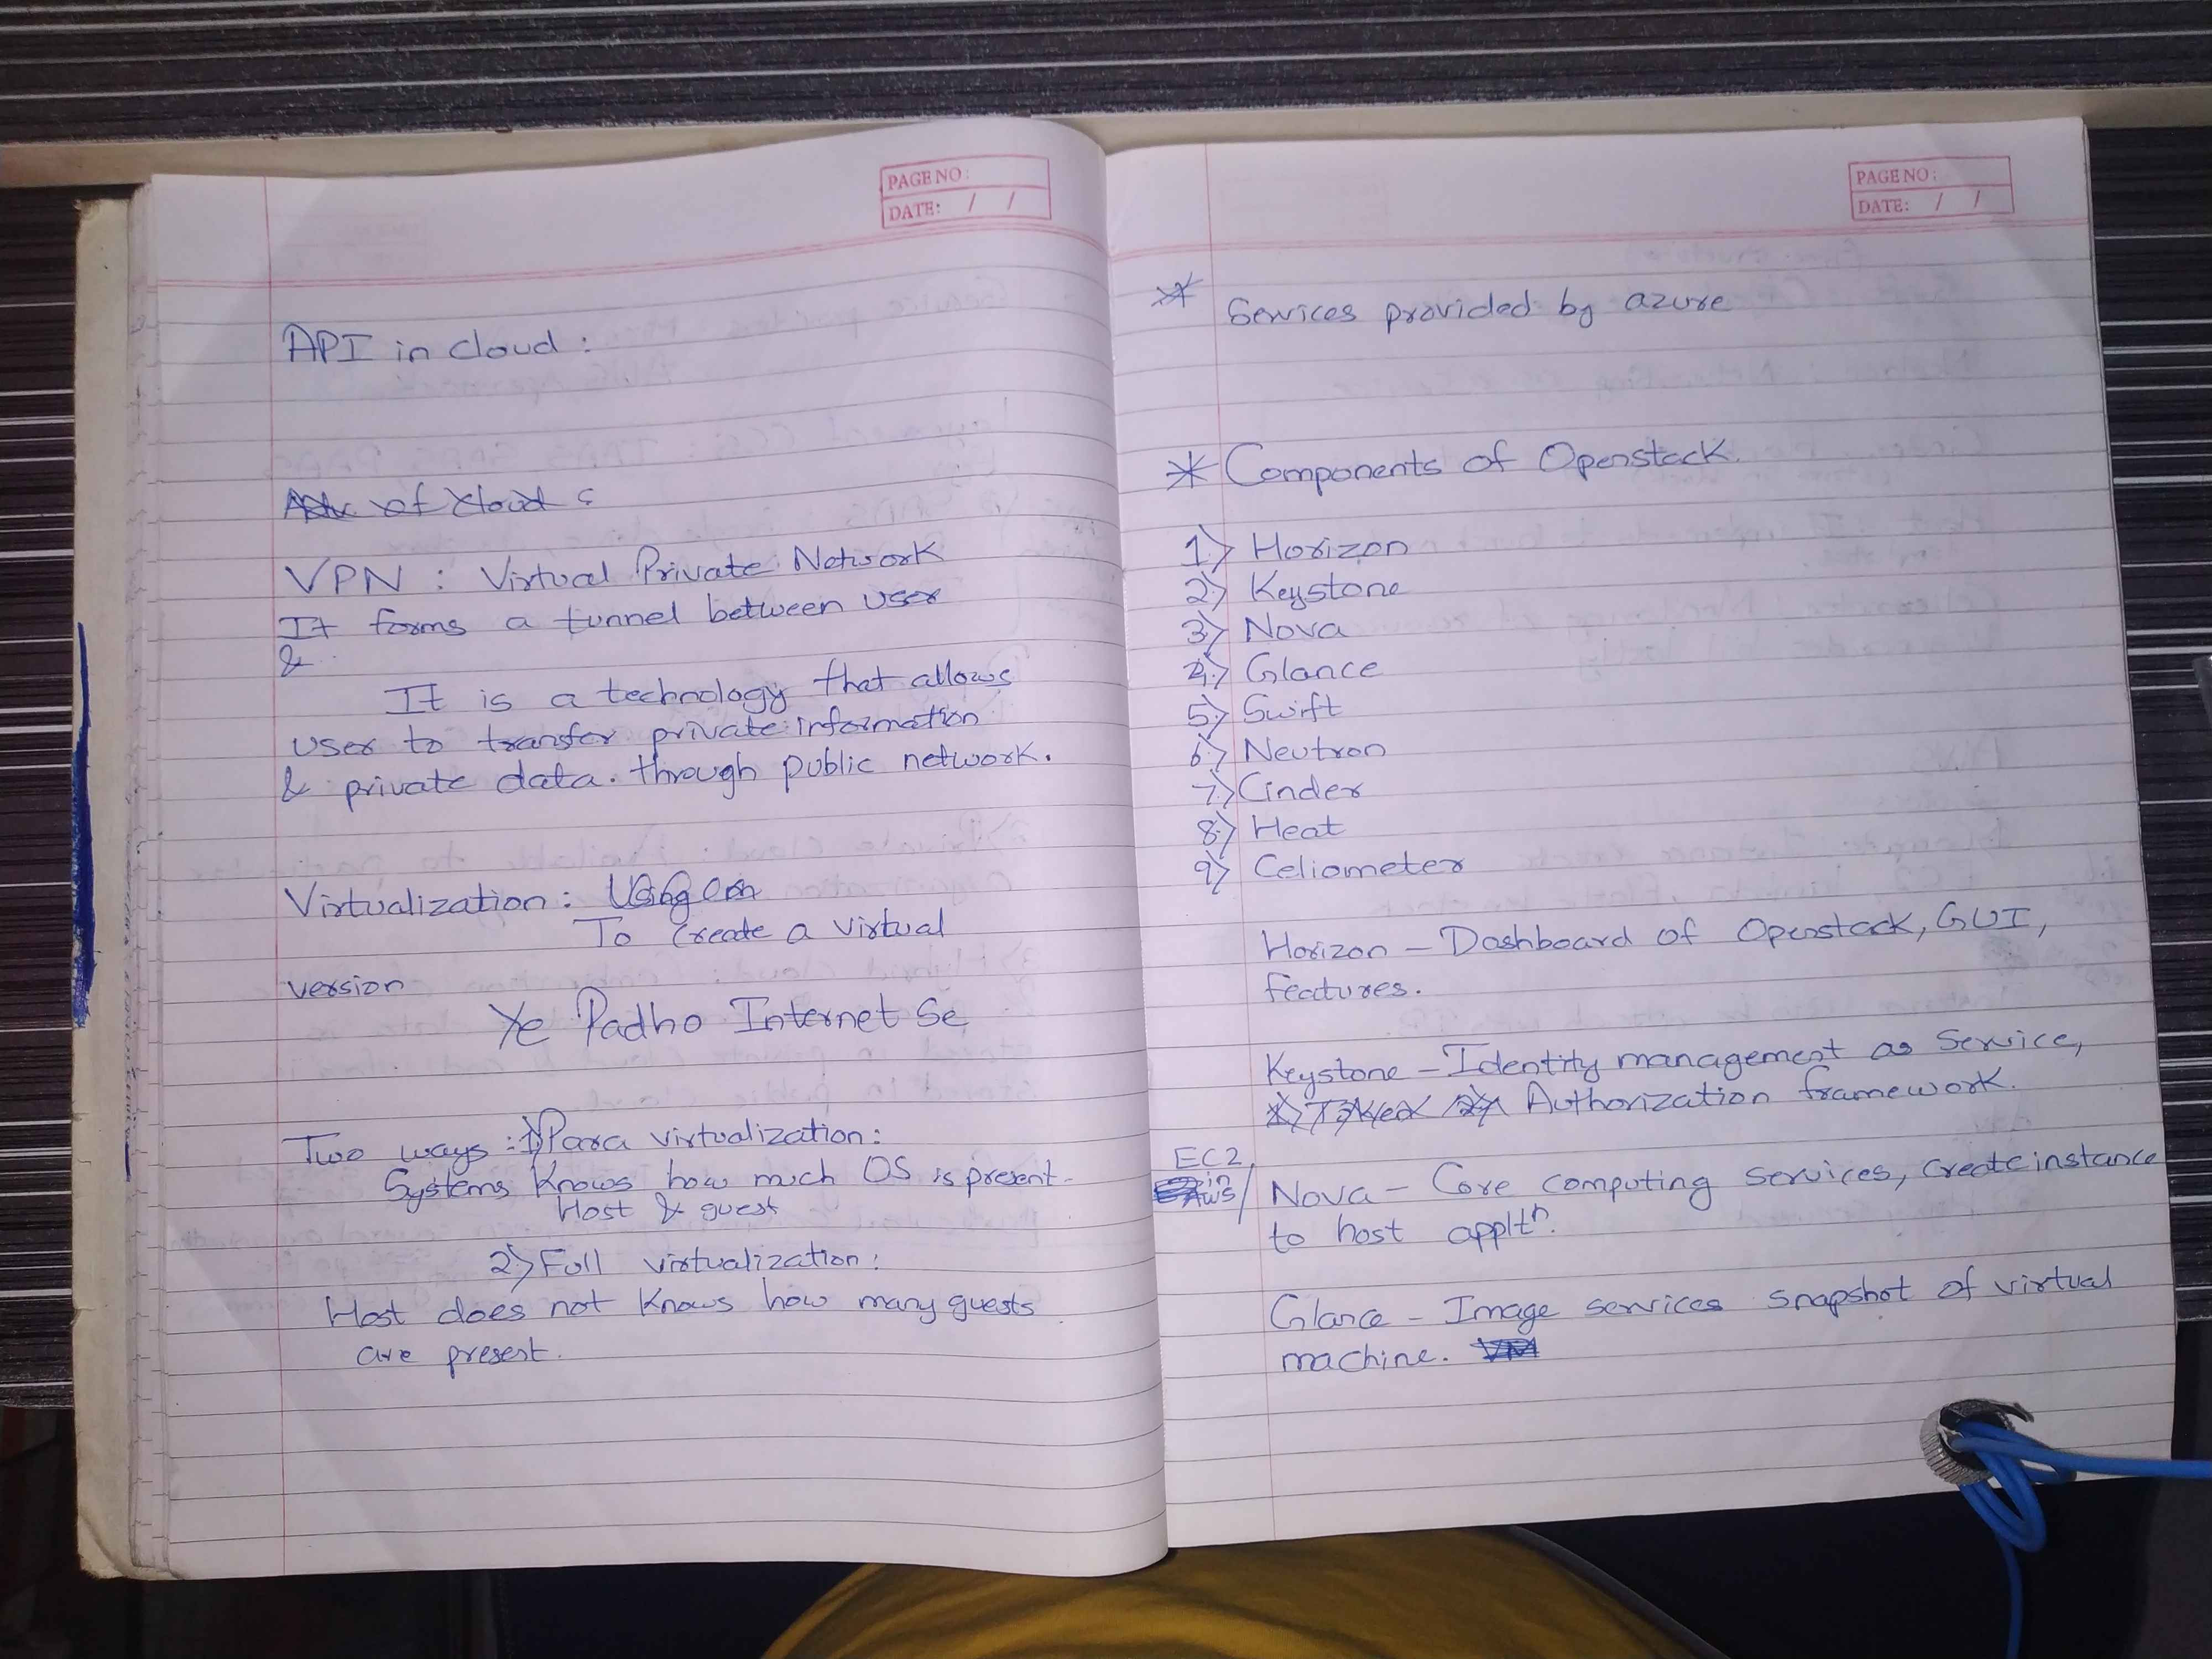 PAGE NO:
DATE: / /
API in cloud :
of cloud :
VPN : Virtual Private Network
It forms a tunnel between user
&
It is a technology that allows
user to transfer private information
& private data. through public network.
Virtualization : Using
To Create a virtual
version
Ye Padho Internet Se
Two ways : 1) Para virtualization :
Systems Knows how much OS is present.
Host & guest
2) Full virtualization :
Host does not Knows how many guests
are present.
PAGE NO:
DATE: / /
* Services provided by azure
* Components of Openstack.
1) Horizon
2) Keystone
3) Nova
4) Glance
5) Swift
6) Neutron
7) Cinder
8) Heat
9) Celiometer
Horizon - Dashboard of Openstack, GUI,
features.
Keystone - Identity management as Service,
1) Token 2) Authorization framework.
EC2 in AWS / Nova - Core computing services, Create instance
to host appltn.
Glance - Image services snapshot of virtual
machine. VM